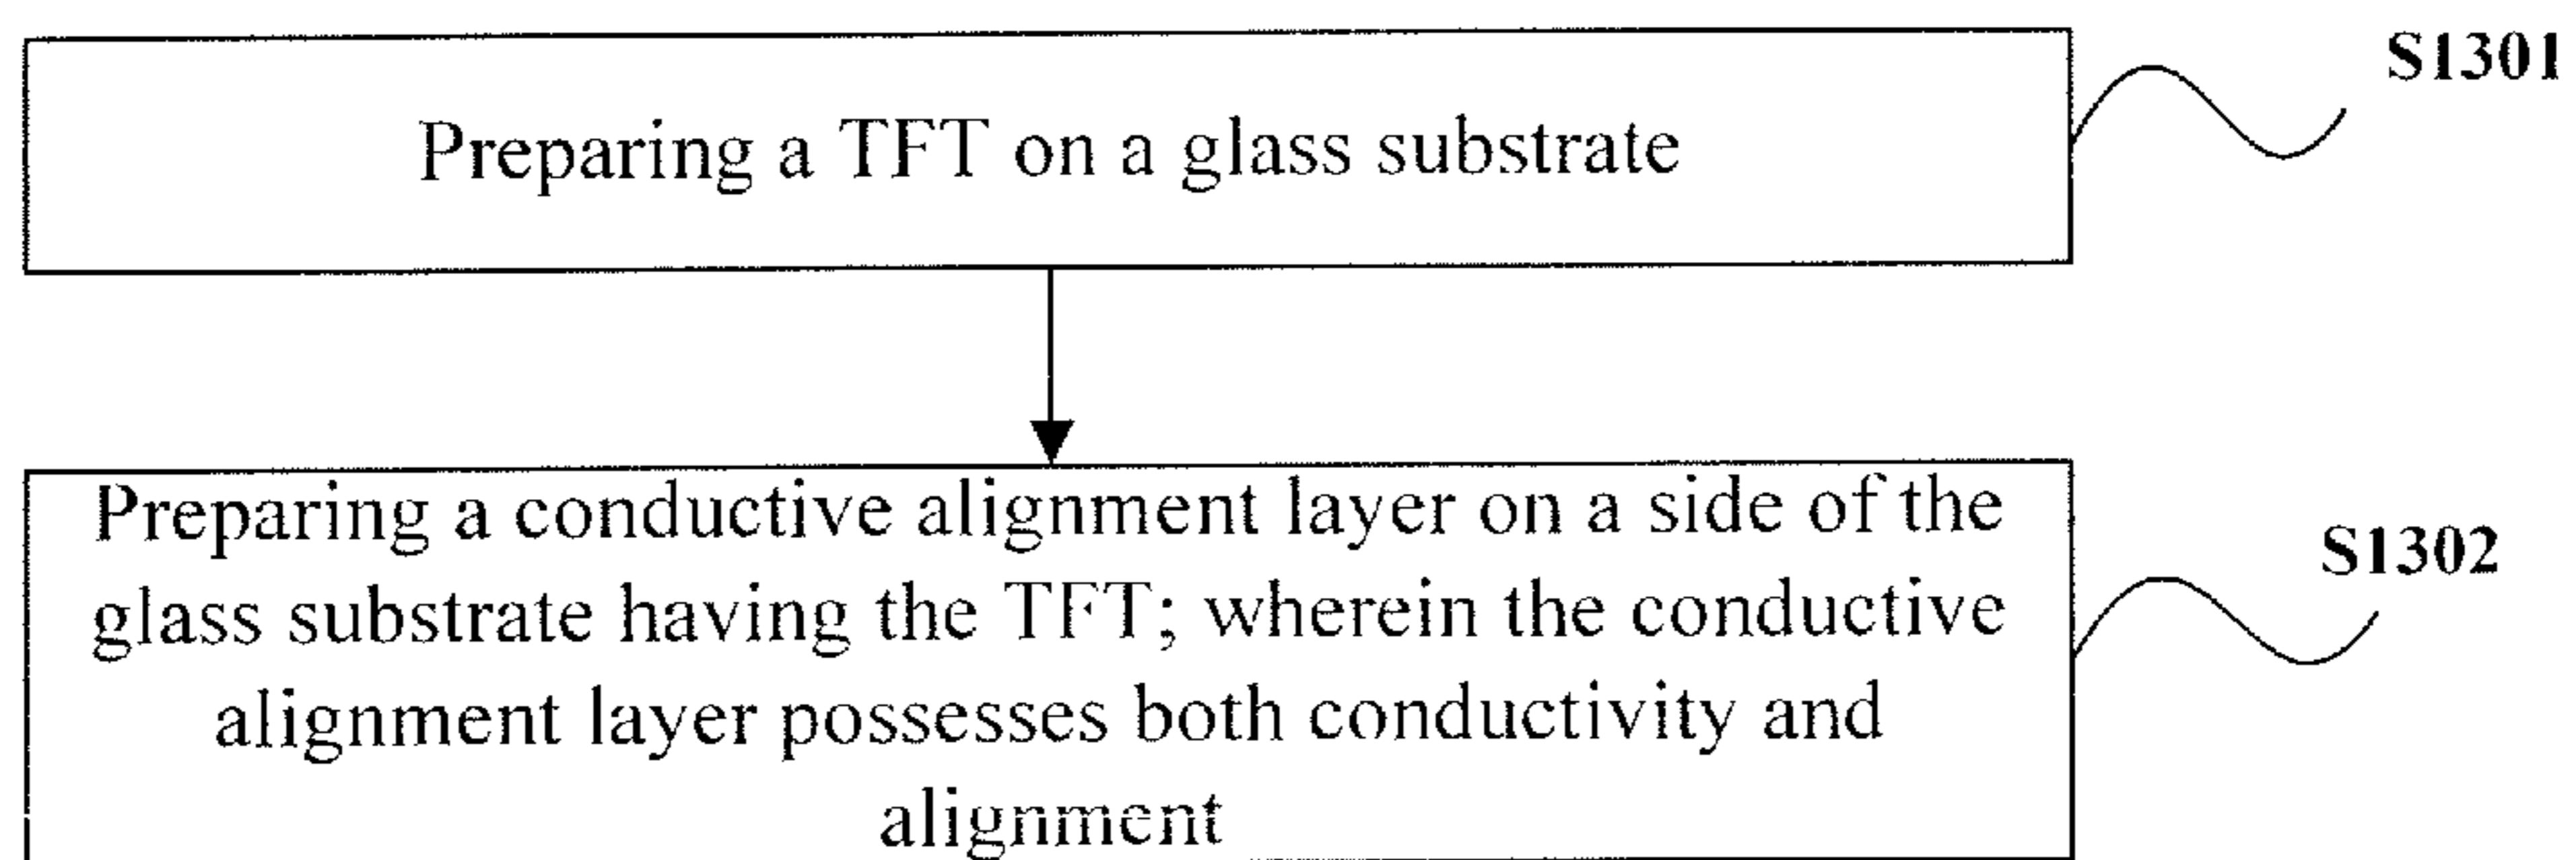 S1301
Preparing a TFT on a glass substrate
Preparing a conductive alignment layer on a side of the
glass substrate having the TFT; wherein the conductive
alignment layer possesses both conductivity and
alignment
S1302